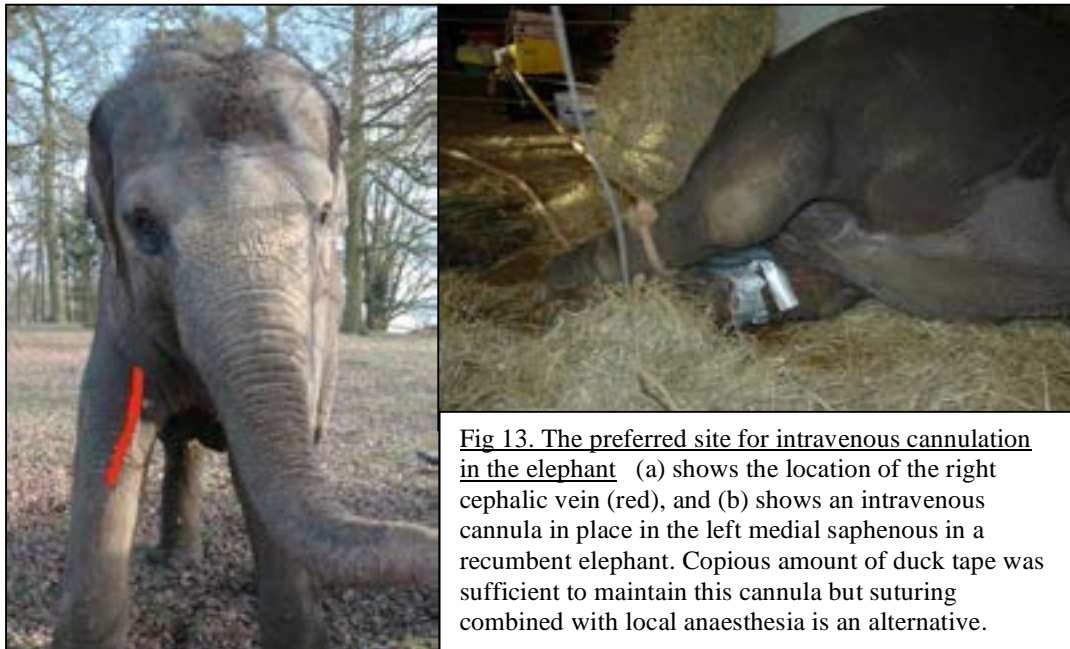 Fig 13. The preferred site for intravenous cannulation
in the elephant   (a) shows the location of the right
cephalic vein (red), and (b) shows an intravenous
cannula in place in the left medial saphenous in a
recumbent elephant. Copious amount of duck tape was
sufficient to maintain this cannula but suturing
combined with local anaesthesia is an alternative.